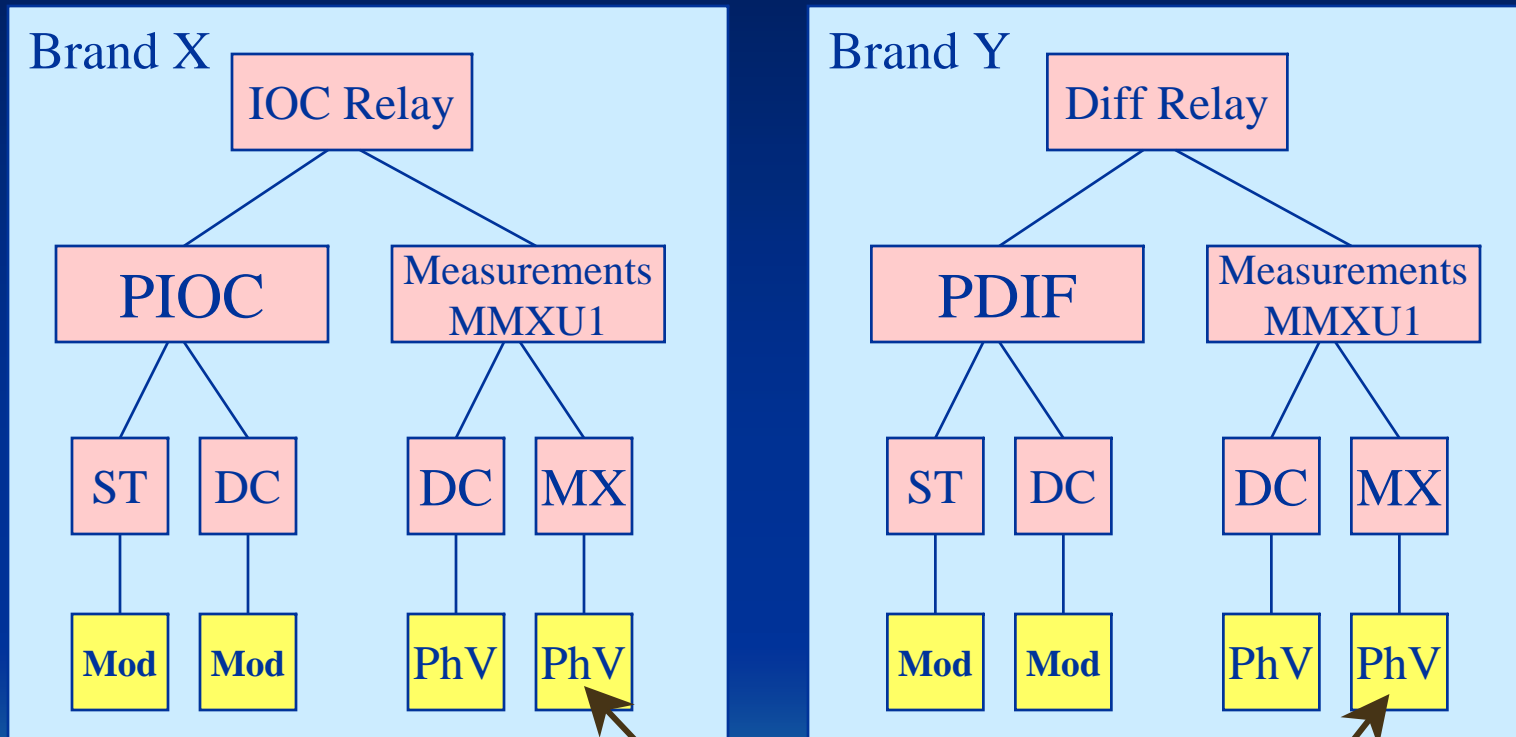 Brand X
IOC Relay
PIOC
Measurements
MMXU1
ST
DC
DC
MX
Mod
Mod
PhV
PhV
Brand Y
Diff Relay
PDIF
Measurements
MMXU1
ST
DC
DC
MX
Mod
Mod
PhV
PhV